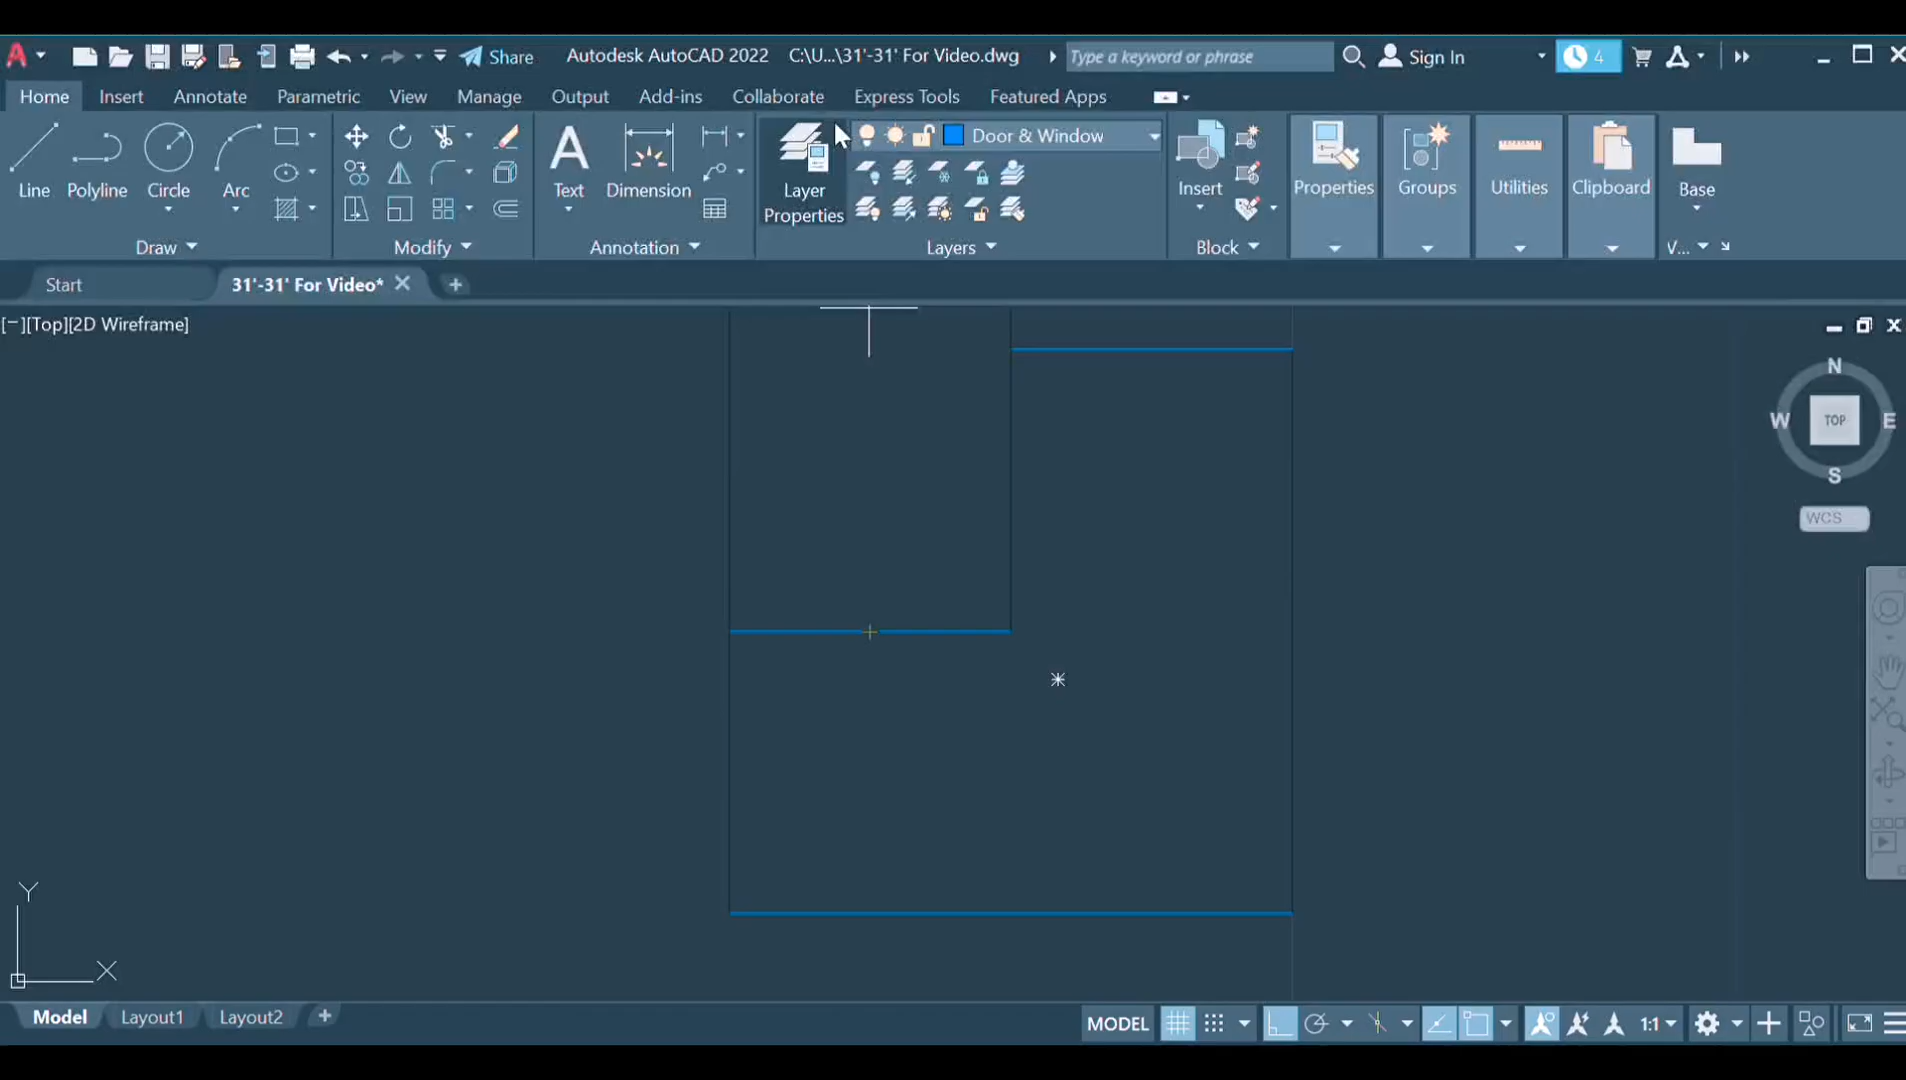 Share Autodesk AutoCAD 2022 C:\U...\31'-31' For Video.dwg Type a keyword or phrase Sign In 4
Home Insert Annotate Parametric View Manage Output Add-ins Collaborate Express Tools Featured Apps
Door & Window
Line Polyline Circle Arc Text Dimension Layer Properties Insert Properties Groups Utilities Clipboard Base
Draw Modify Annotation Layers Block V...
Start 31'-31' For Video*
[−][Top][2D Wireframe]
N
W TOP E
S
WCS
Y
X
Model Layout1 Layout2 MODEL 1:1